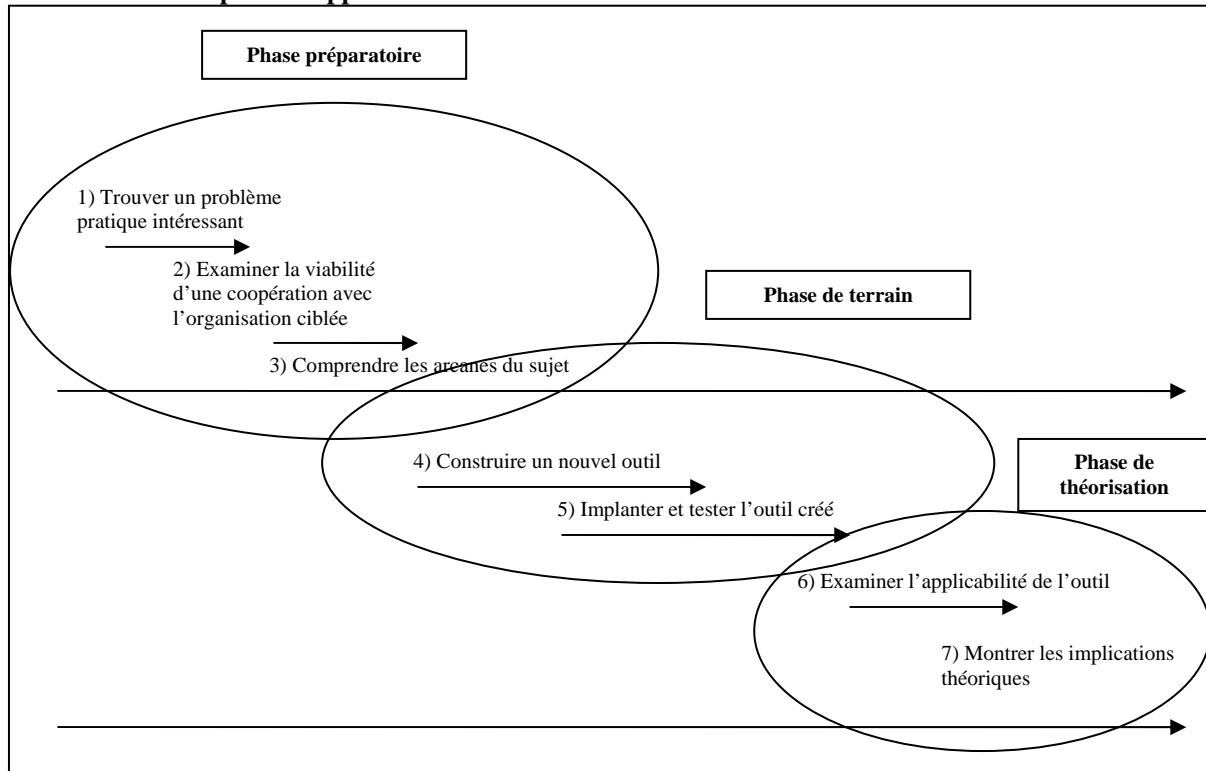 Phase préparatoire
1) Trouver un problème
pratique intéressant
2) Examiner la viabilité
d’une coopération avec
l’organisation ciblée
Phase de terrain
3) Comprendre les arcanes du sujet
4) Construire un nouvel outil
Phase de
théorisation
5) Implanter et tester l’outil créé
6) Examiner l’applicabilité de l’outil
7) Montrer les implications
théoriques